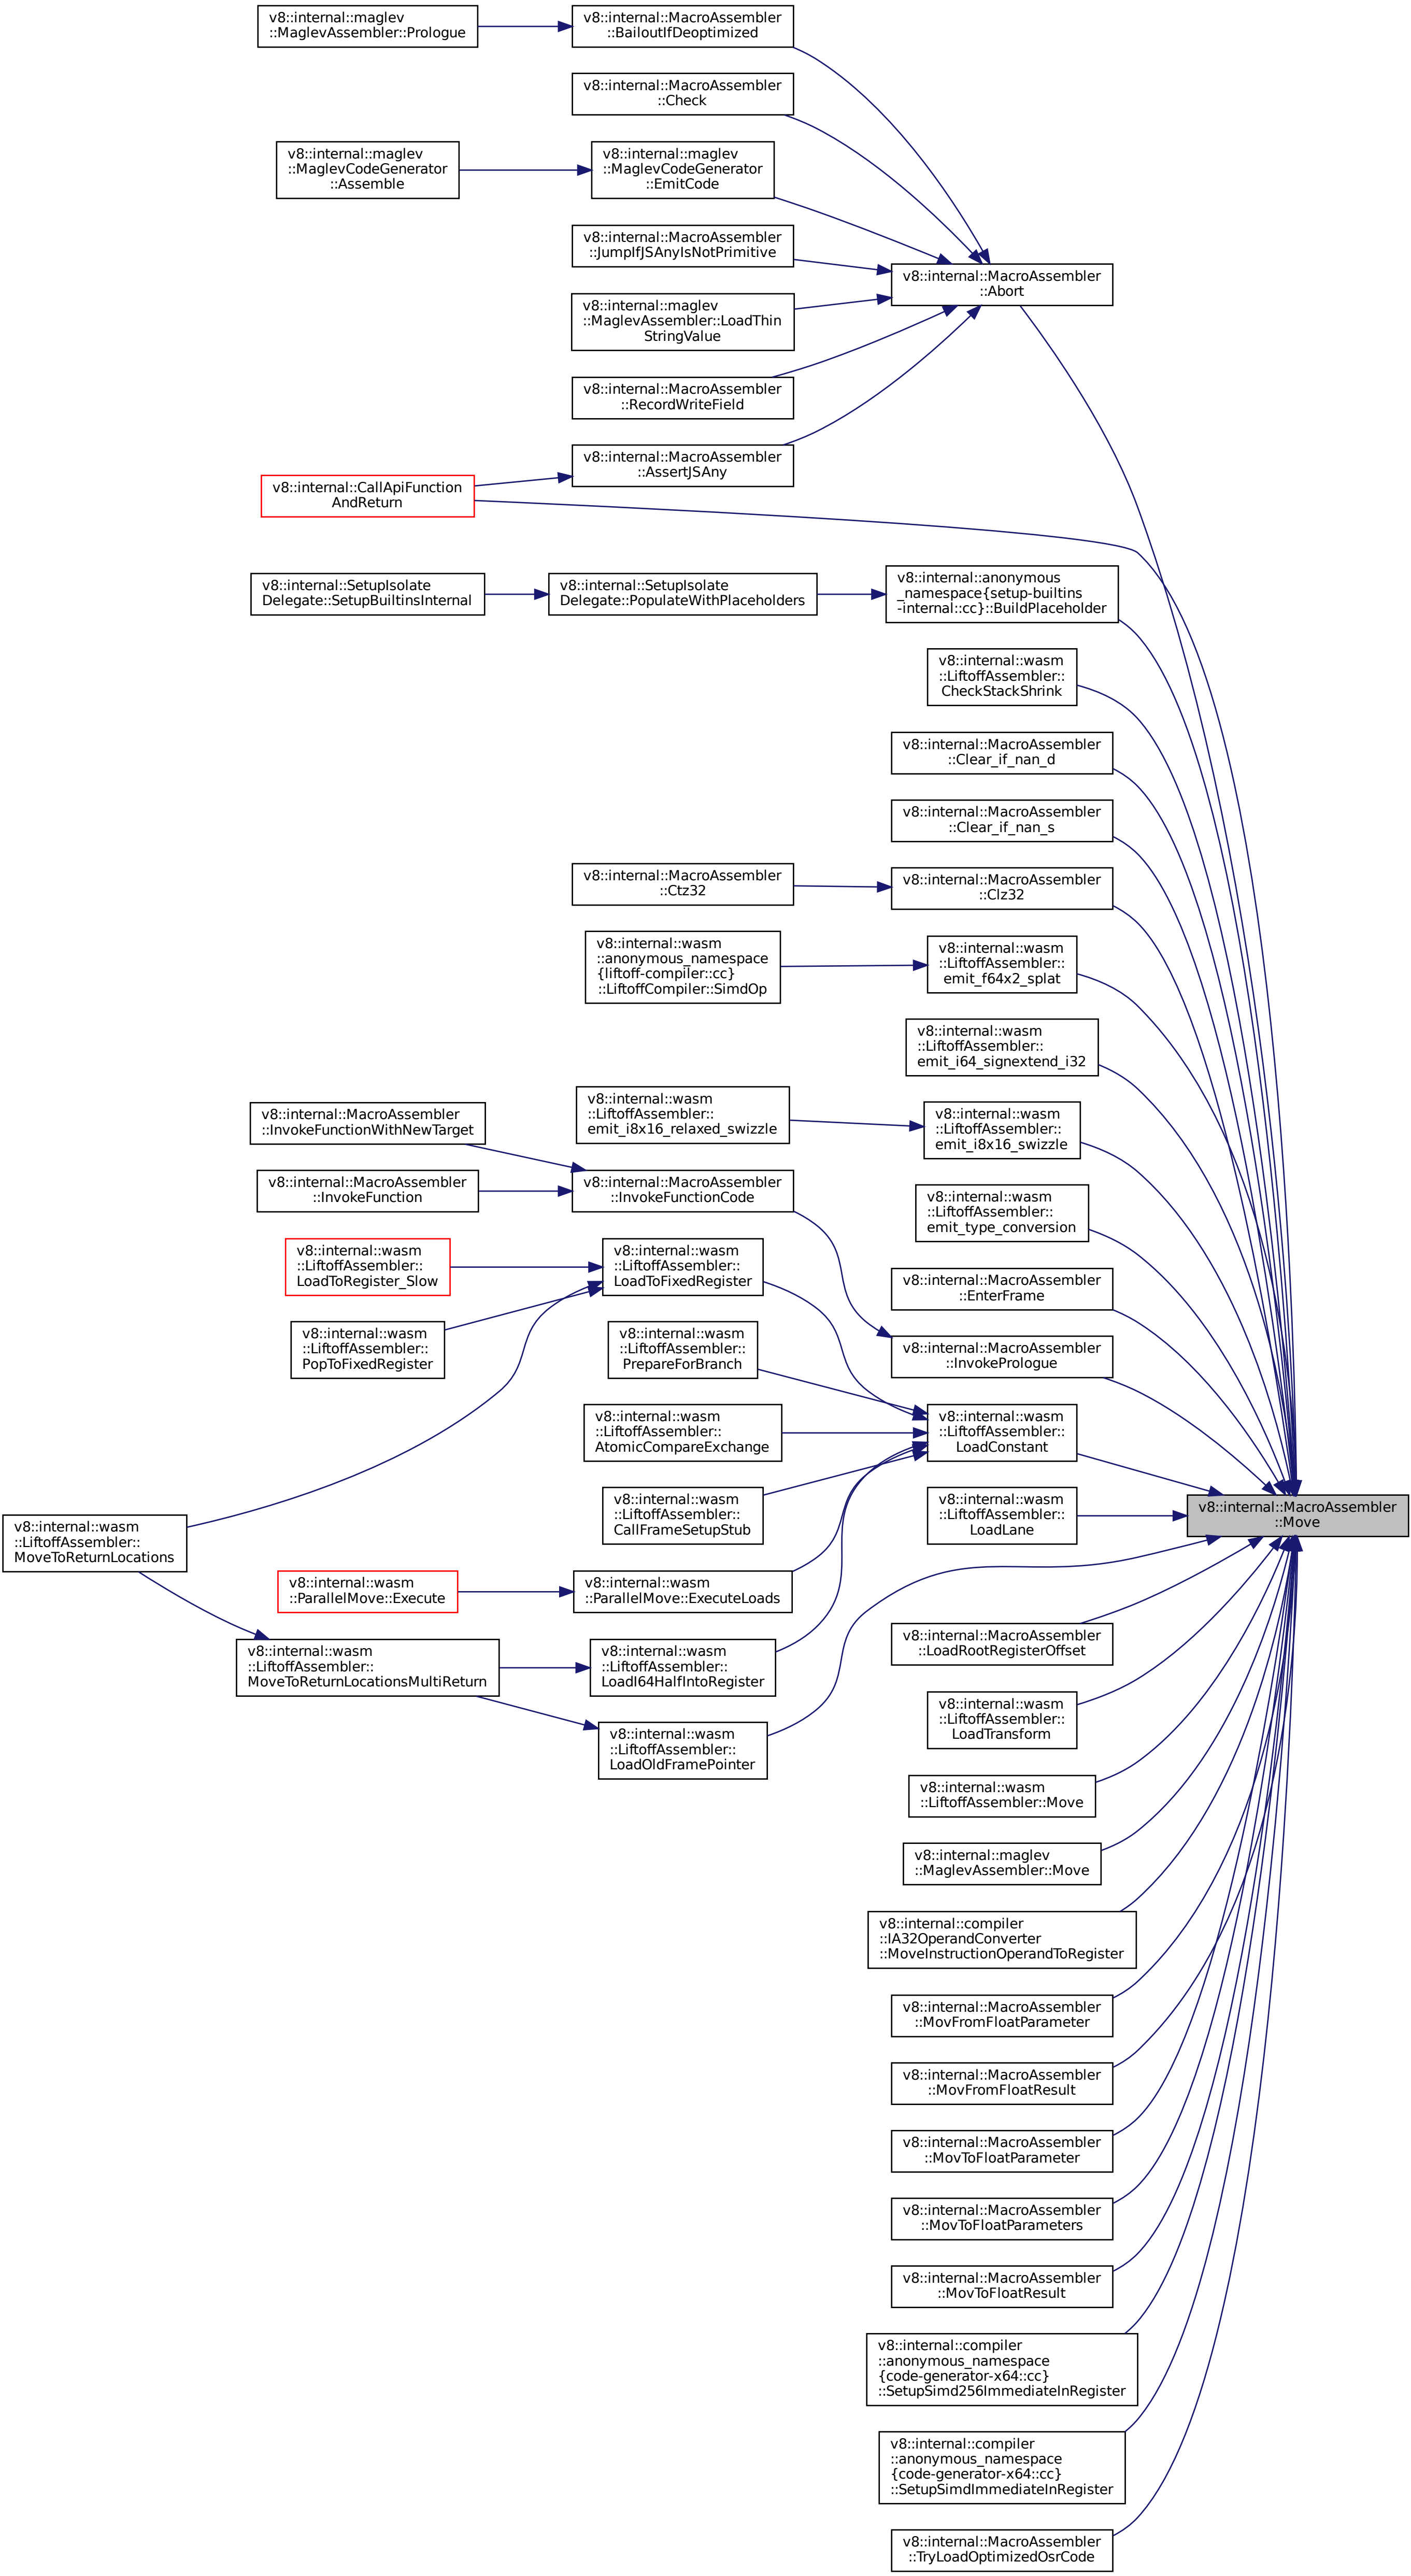 v8::internal::maglev
::MaglevAssembler::Prologue
v8::internal::MacroAssembler
::BailoutIfDeoptimized
v8::internal::MacroAssembler
::Check
v8::internal::maglev
::MaglevCodeGenerator
::Assemble
v8::internal::maglev
::MaglevCodeGenerator
::EmitCode
v8::internal::MacroAssembler
::JumpIfJSAnyIsNotPrimitive
v8::internal::MacroAssembler
::Abort
v8::internal::maglev
::MaglevAssembler::LoadThin
StringValue
v8::internal::MacroAssembler
::RecordWriteField
v8::internal::MacroAssembler
::AssertJSAny
v8::internal::CallApiFunction
AndReturn
v8::internal::SetupIsolate
Delegate::SetupBuiltinsInternal
v8::internal::SetupIsolate
Delegate::PopulateWithPlaceholders
v8::internal::anonymous
_namespace{setup-builtins
-internal::cc}::BuildPlaceholder
v8::internal::wasm
::LiftoffAssembler::
CheckStackShrink
v8::internal::MacroAssembler
::Clear_if_nan_d
v8::internal::MacroAssembler
::Clear_if_nan_s
v8::internal::MacroAssembler
::Ctz32
v8::internal::MacroAssembler
::Clz32
v8::internal::wasm
::anonymous_namespace
{liftoff-compiler::cc}
::LiftoffCompiler::SimdOp
v8::internal::wasm
::LiftoffAssembler::
emit_f64x2_splat
v8::internal::wasm
::LiftoffAssembler::
emit_i64_signextend_i32
v8::internal::wasm
::LiftoffAssembler::
emit_i8x16_relaxed_swizzle
v8::internal::wasm
::LiftoffAssembler::
emit_i8x16_swizzle
v8::internal::MacroAssembler
::InvokeFunctionWithNewTarget
v8::internal::MacroAssembler
::InvokeFunction
v8::internal::MacroAssembler
::InvokeFunctionCode
v8::internal::wasm
::LiftoffAssembler::
emit_type_conversion
v8::internal::wasm
::LiftoffAssembler::
LoadToRegister_Slow
v8::internal::wasm
::LiftoffAssembler::
LoadToFixedRegister
v8::internal::MacroAssembler
::EnterFrame
v8::internal::wasm
::LiftoffAssembler::
PopToFixedRegister
v8::internal::wasm
::LiftoffAssembler::
PrepareForBranch
v8::internal::MacroAssembler
::InvokePrologue
v8::internal::wasm
::LiftoffAssembler::
AtomicCompareExchange
v8::internal::wasm
::LiftoffAssembler::
LoadConstant
v8::internal::wasm
::LiftoffAssembler::
CallFrameSetupStub
v8::internal::wasm
::LiftoffAssembler::
LoadLane
v8::internal::MacroAssembler
::Move
v8::internal::wasm
::LiftoffAssembler::
MoveToReturnLocations
v8::internal::wasm
::ParallelMove::Execute
v8::internal::wasm
::ParallelMove::ExecuteLoads
v8::internal::MacroAssembler
::LoadRootRegisterOffset
v8::internal::wasm
::LiftoffAssembler::
MoveToReturnLocationsMultiReturn
v8::internal::wasm
::LiftoffAssembler::
LoadI64HalfIntoRegister
v8::internal::wasm
::LiftoffAssembler::
LoadTransform
v8::internal::wasm
::LiftoffAssembler::
LoadOldFramePointer
v8::internal::wasm
::LiftoffAssembler::Move
v8::internal::maglev
::MaglevAssembler::Move
v8::internal::compiler
::IA32OperandConverter
::MoveInstructionOperandToRegister
v8::internal::MacroAssembler
::MovFromFloatParameter
v8::internal::MacroAssembler
::MovFromFloatResult
v8::internal::MacroAssembler
::MovToFloatParameter
v8::internal::MacroAssembler
::MovToFloatParameters
v8::internal::MacroAssembler
::MovToFloatResult
v8::internal::compiler
::anonymous_namespace
{code-generator-x64::cc}
::SetupSimd256ImmediateInRegister
v8::internal::compiler
::anonymous_namespace
{code-generator-x64::cc}
::SetupSimdImmediateInRegister
v8::internal::MacroAssembler
::TryLoadOptimizedOsrCode